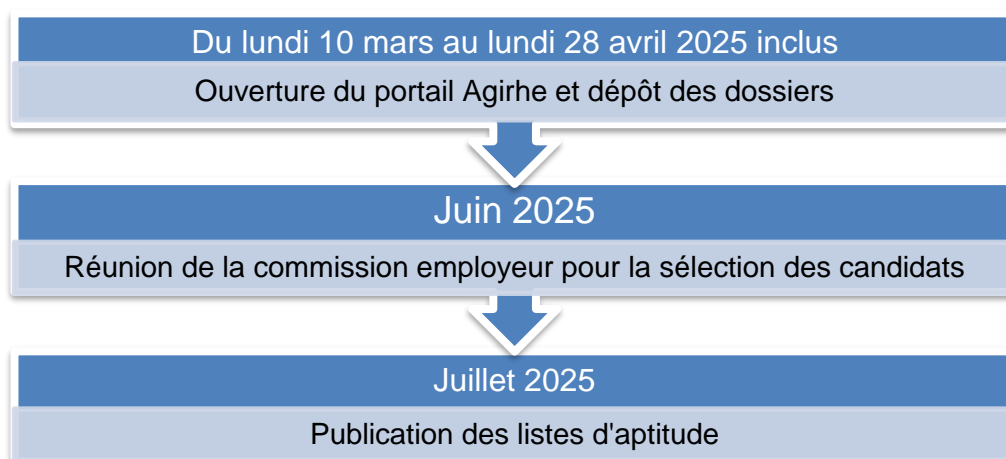 Du lundi 10 mars au lundi 28 avril 2025 inclus
Ouverture du portail Agirhe et dépôt des dossiers
Juin 2025
Réunion de la commission employeur pour la sélection des candidats
Juillet 2025
Publication des listes d'aptitude